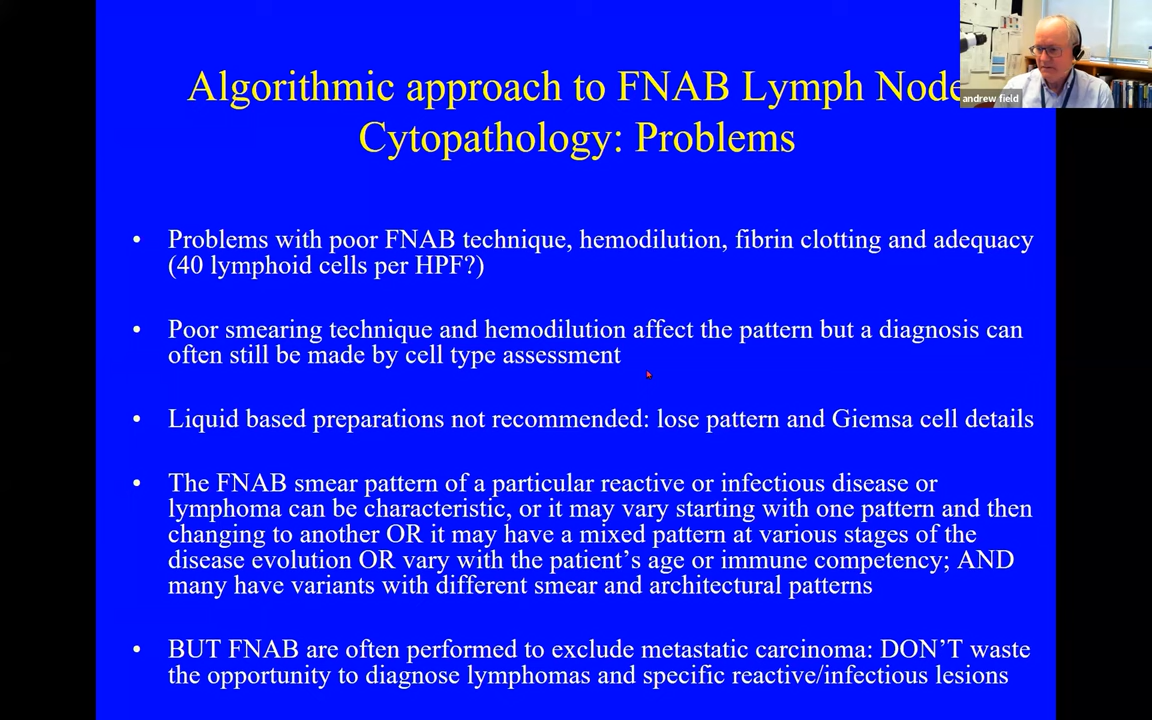 Algorithmic approach to FNAB Lymph Node
Cytopathology: Problems
andrew field
• Problems with poor FNAB technique, hemodilution, fibrin clotting and adequacy
(40 lymphoid cells per HPF?)
• Poor smearing technique and hemodilution affect the pattern but a diagnosis can
often still be made by cell type assessment
• Liquid based preparations not recommended: lose pattern and Giemsa cell details
• The FNAB smear pattern of a particular reactive or infectious disease or
lymphoma can be characteristic, or it may vary starting with one pattern and then
changing to another OR it may have a mixed pattern at various stages of the
disease evolution OR vary with the patient’s age or immune competency; AND
many have variants with different smear and architectural patterns
• BUT FNAB are often performed to exclude metastatic carcinoma: DON’T waste
the opportunity to diagnose lymphomas and specific reactive/infectious lesions